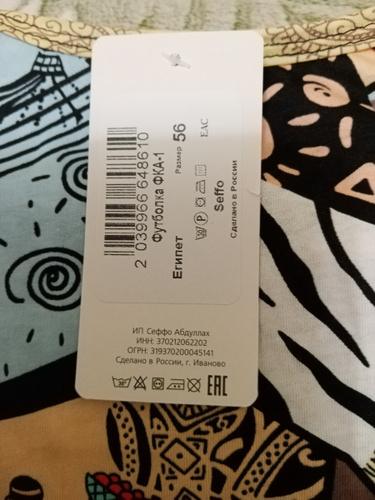 2 039966 648610
Футболка ФКА-1
Египет
Размер 56
EAC
Seffo
Сделано в России
ИП Сеффо Абдуллах
ИНН: 370212062202
ОГРН: 319370200045141
Сделано в России, г. Иваново
EAC